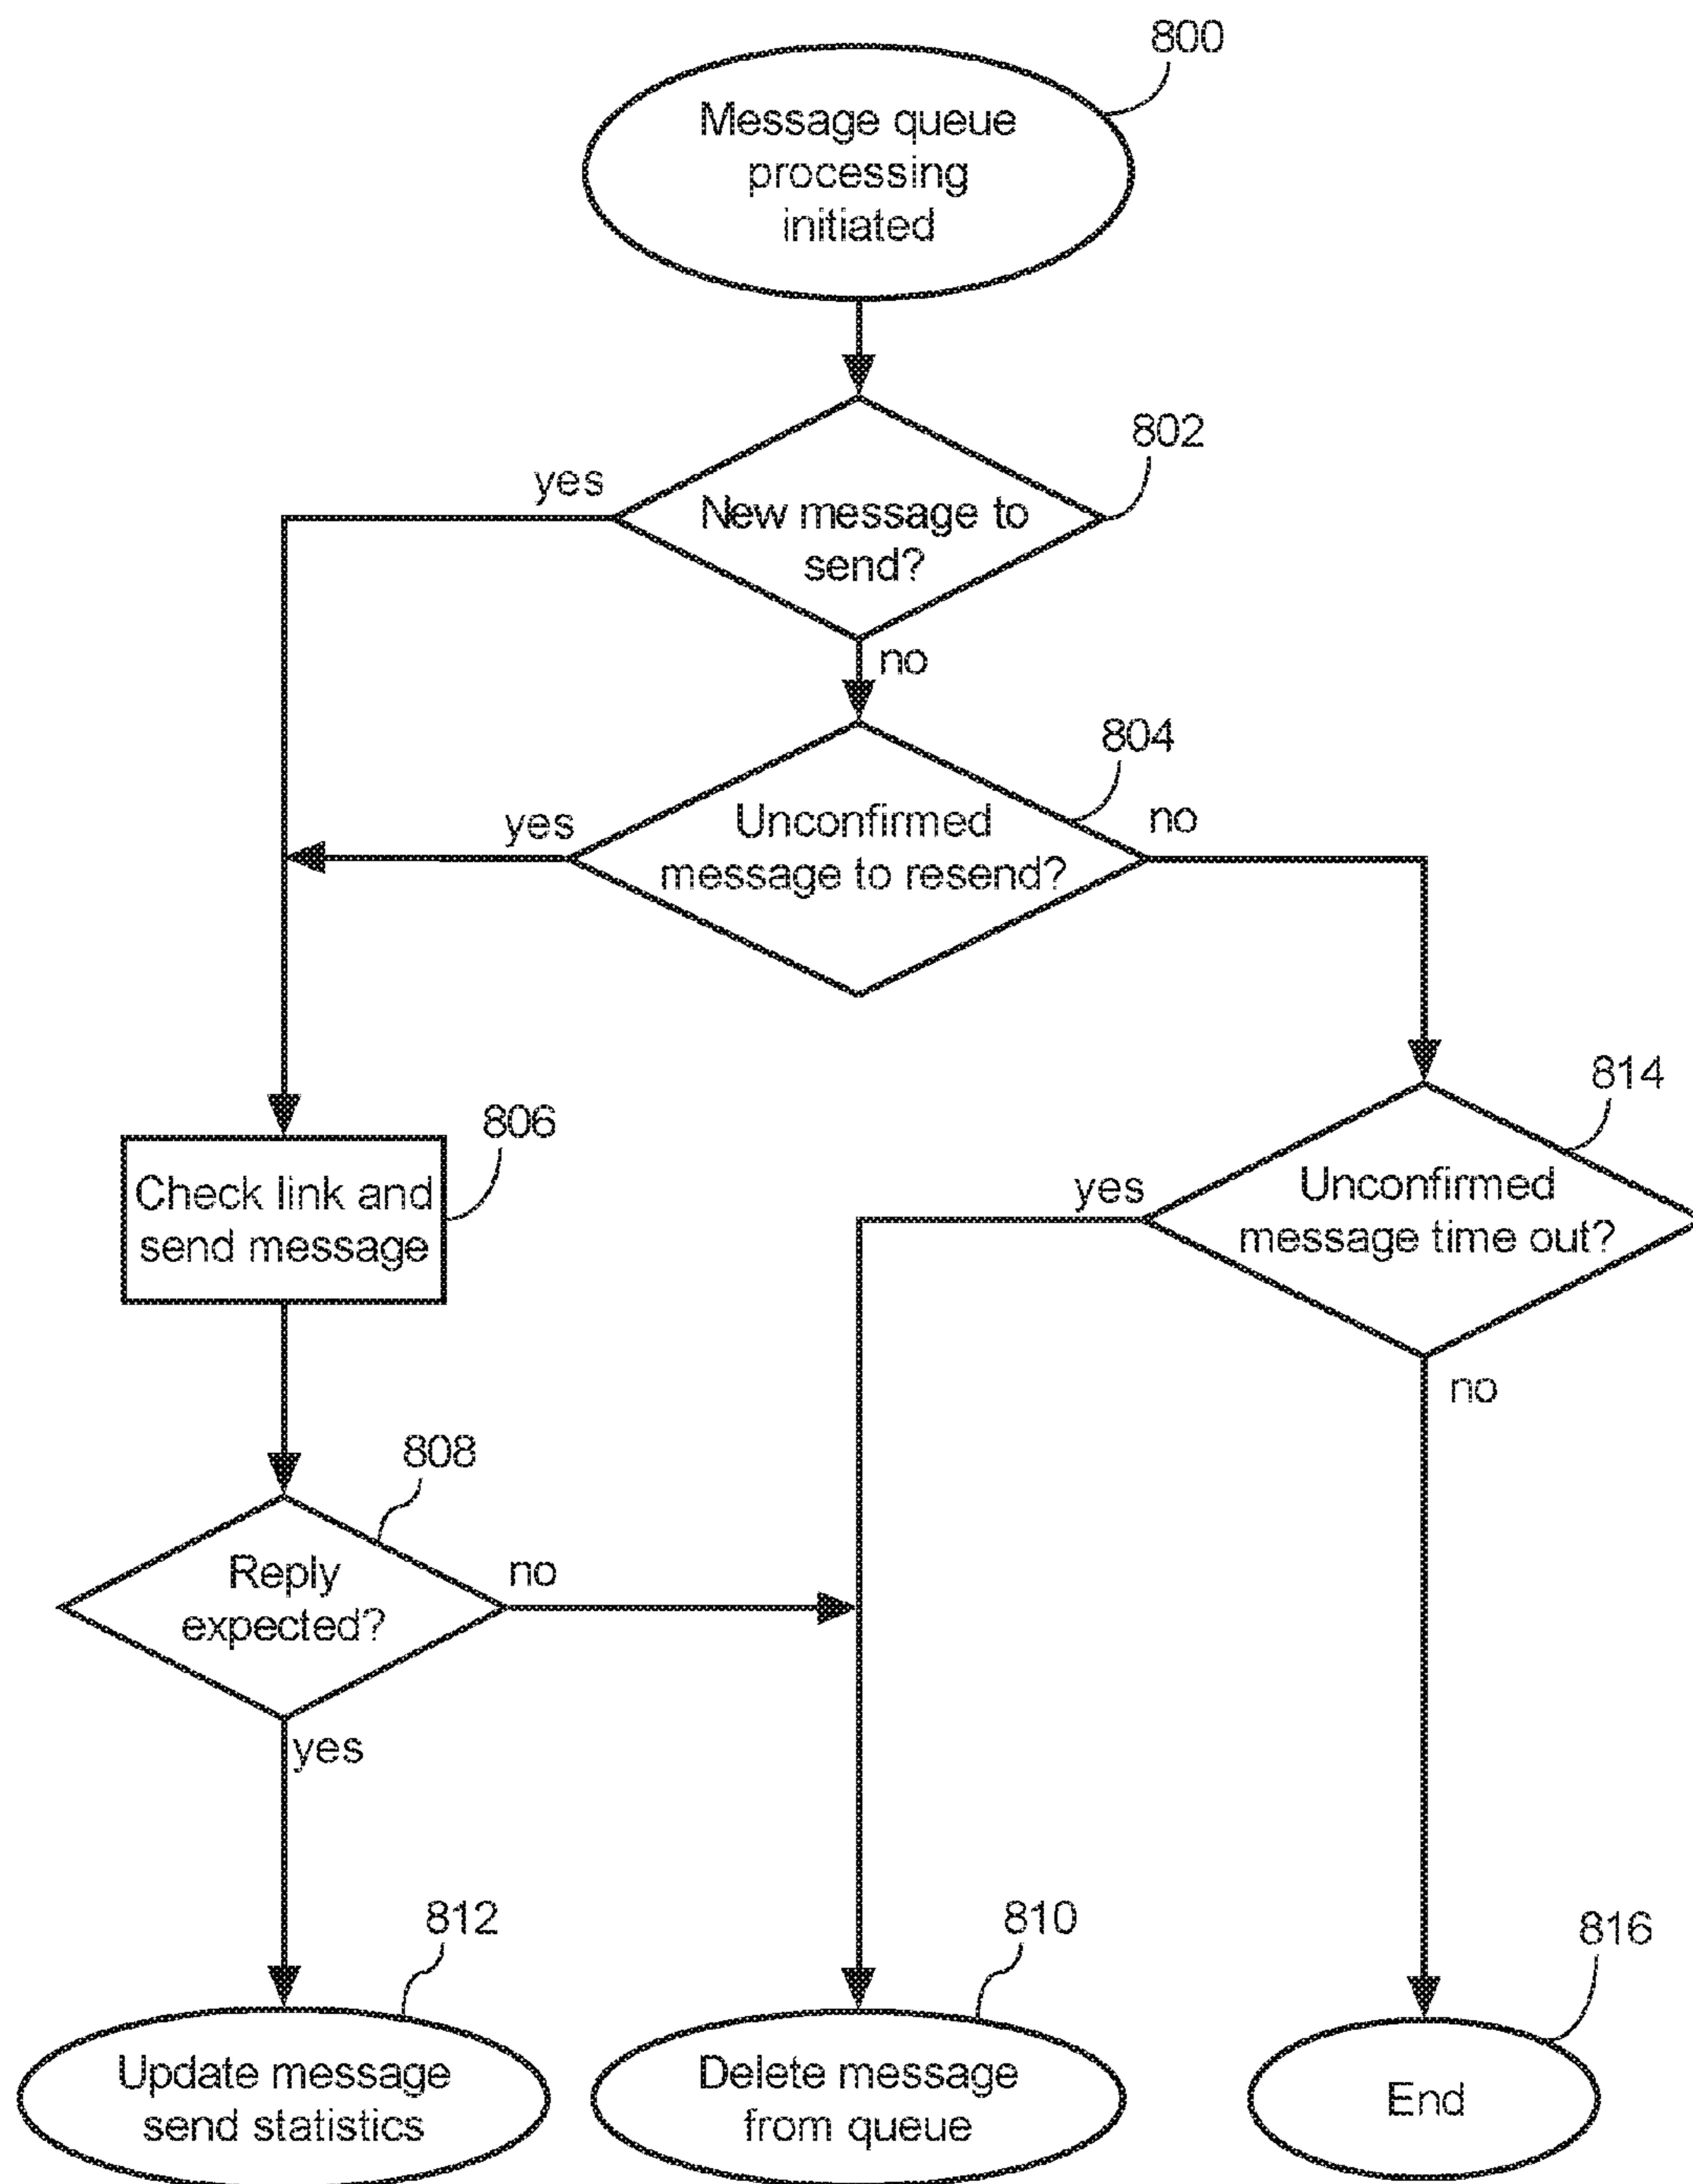 800
Message queue
processing
initiated
802
yes
New message to
send?
no
804
yes
Unconfirmed
message to resend?
no
806
Check link and
send message
814
yes
Unconfirmed
message time out?
no
808
Reply
expected?
no
yes
812
Update message
send statistics
810
Delete message
from queue
816
End